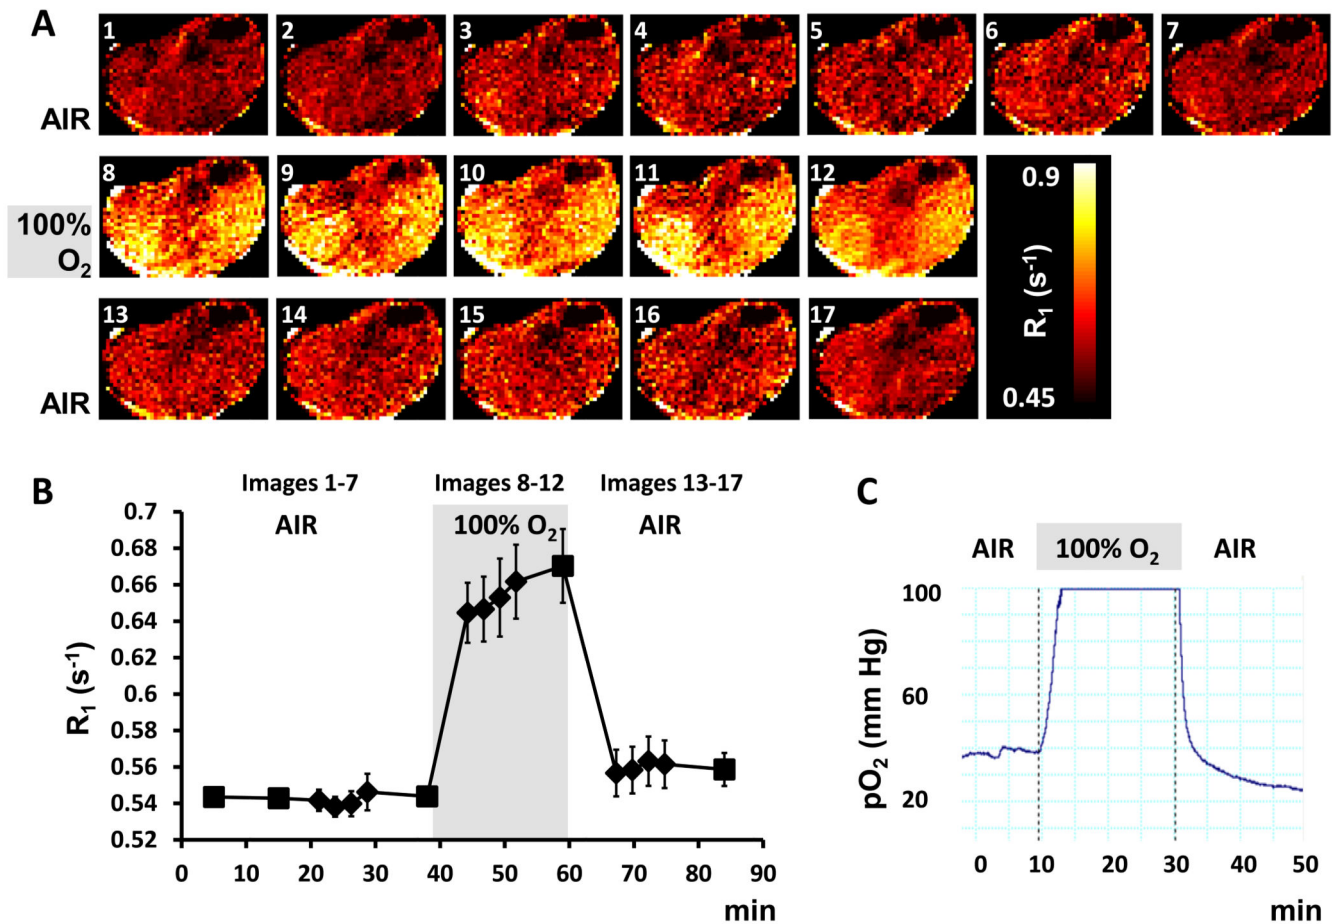 A
1 2 3 4 5 6 7
AIR
8 9 10 11 12
100%
O₂
0.9
R₁ (s⁻¹)
0.45
13 14 15 16 17
AIR
B
Images 1-7 Images 8-12 Images 13-17
AIR 100% O₂ AIR
0.7
0.68
0.66
0.64
0.62
0.6
0.58
0.56
0.54
0.52
R₁ (s⁻¹)
0 10 20 30 40 50 60 70 80 90
min
C
AIR 100% O₂ AIR
100
60
20
pO₂ (mm Hg)
0 10 20 30 40 50
min